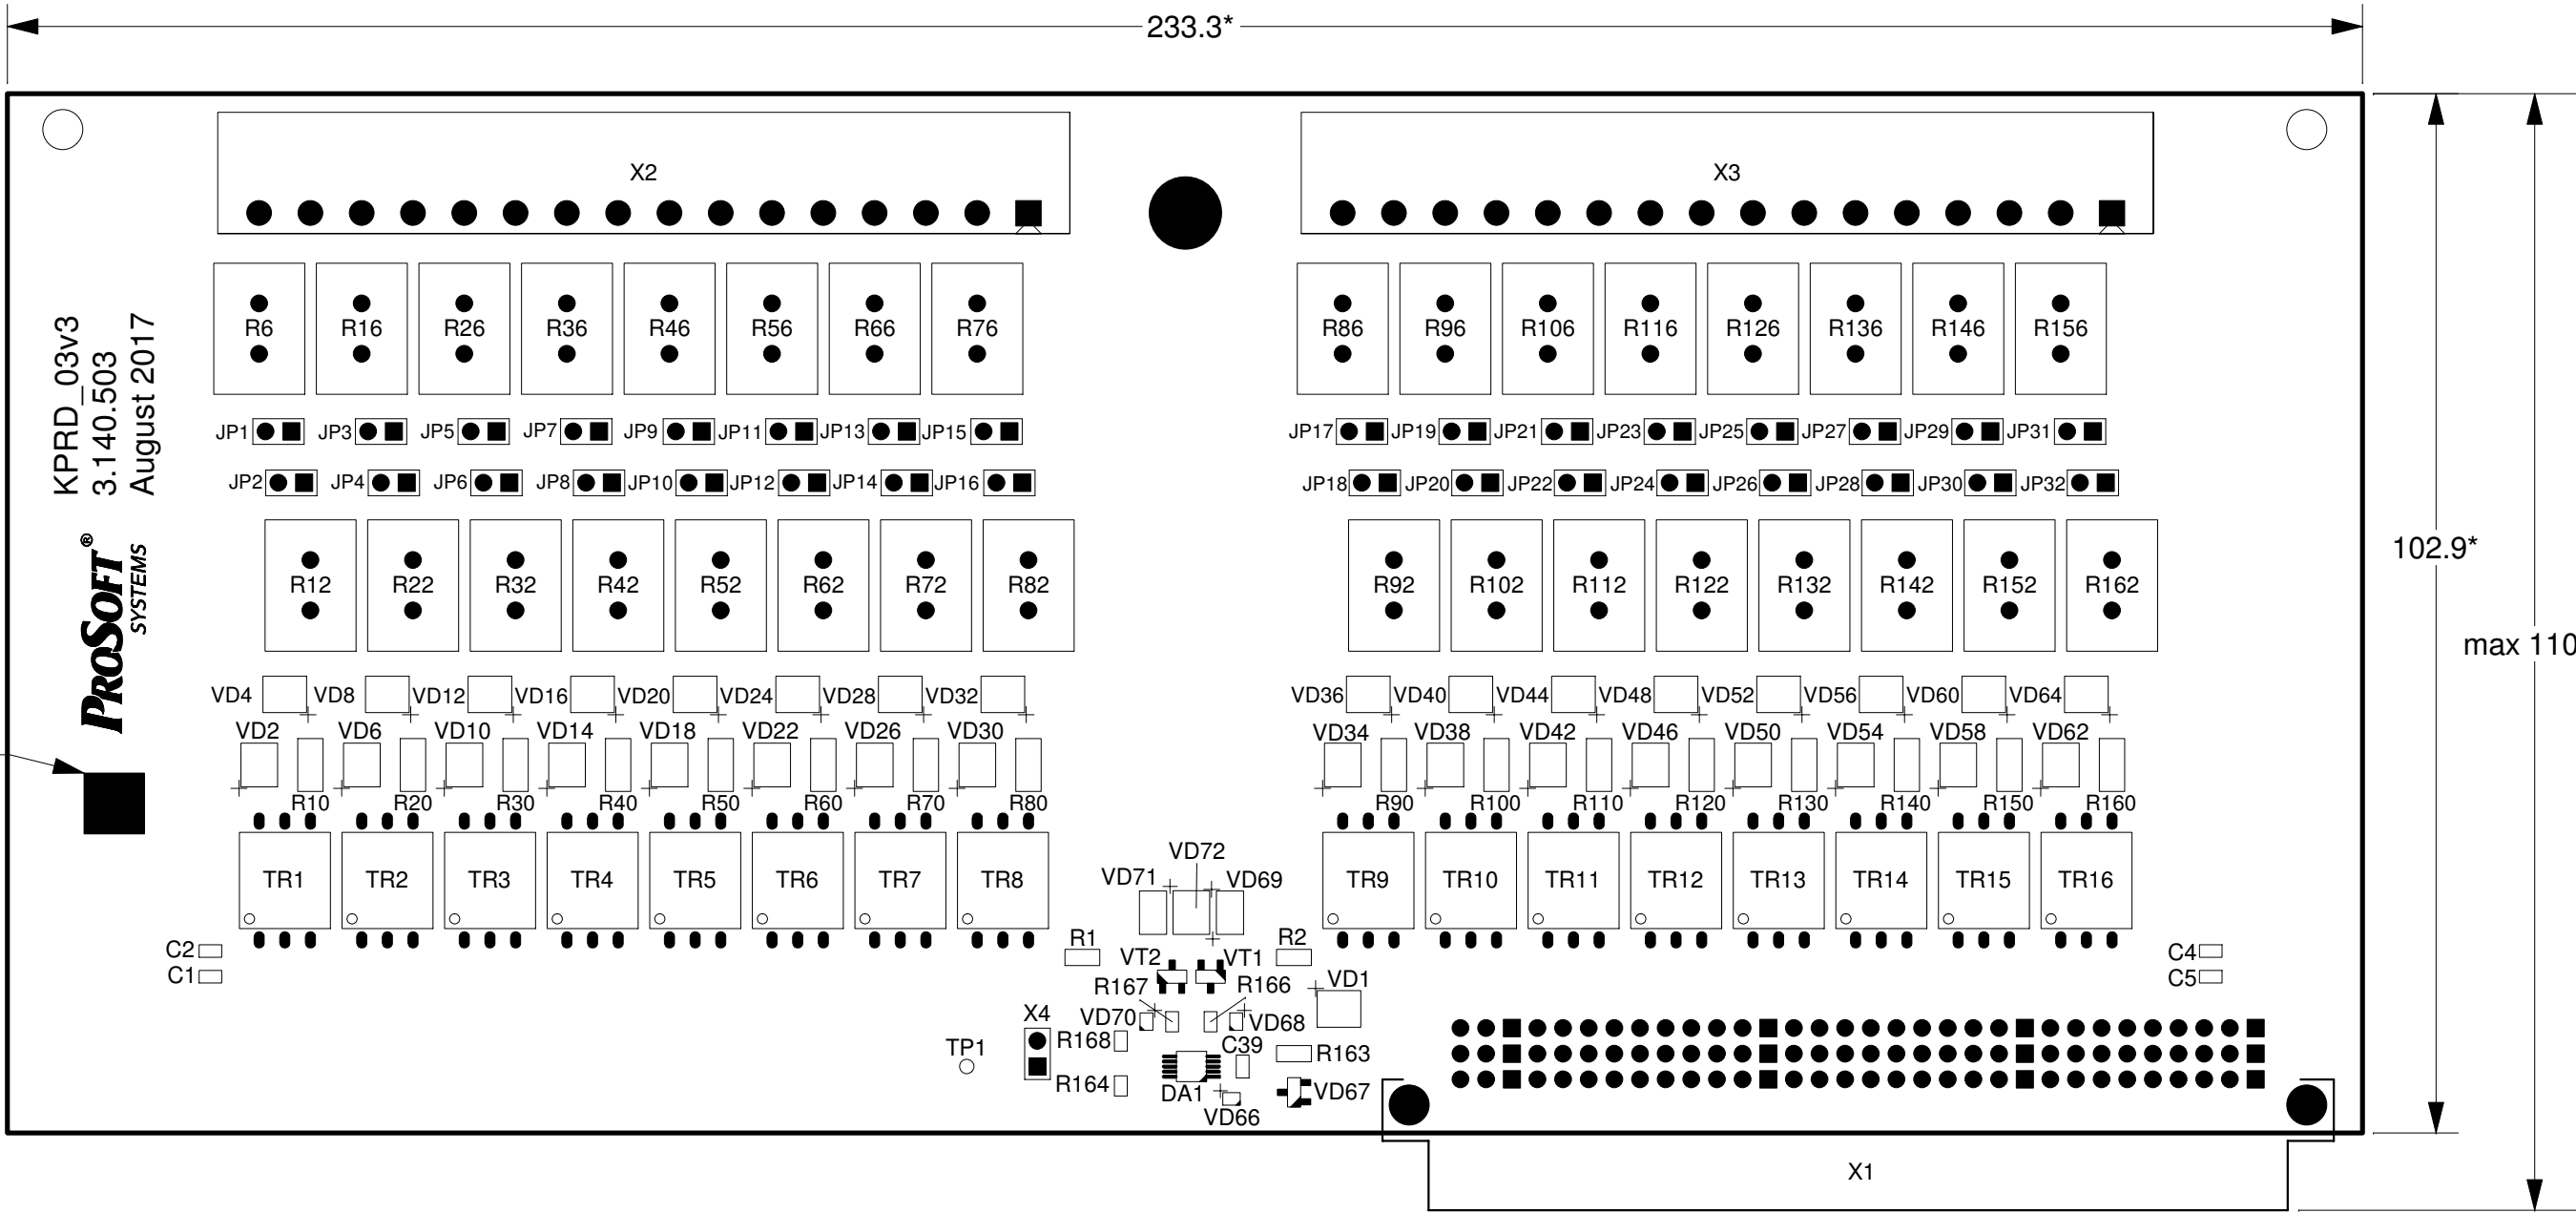 233.3*
X2 X3
R6 R16 R26 R36 R46 R56 R66 R76 R86 R96 R106 R116 R126 R136 R146 R156
KPRD_03v3
3.140.503
August 2017
JP1 JP3 JP5 JP7 JP9 JP11 JP13 JP15 JP17 JP19 JP21 JP23 JP25 JP27 JP29 JP31
JP2 JP4 JP6 JP8 JP10 JP12 JP14 JP16 JP18 JP20 JP22 JP24 JP26 JP28 JP30 JP32
PROSOFT®
SYSTEMS
102.9*
R12 R22 R32 R42 R52 R62 R72 R82 R92 R102 R112 R122 R132 R142 R152 R162
max 110
VD4 VD8 VD12 VD16 VD20 VD24 VD28 VD32 VD36 VD40 VD44 VD48 VD52 VD56 VD60 VD64
VD2 VD6 VD10 VD14 VD18 VD22 VD26 VD30 VD34 VD38 VD42 VD46 VD50 VD54 VD58 VD62
R10 R20 R30 R40 R50 R60 R70 R80 R90 R100 R110 R120 R130 R140 R150 R160
VD72
TR1 TR2 TR3 TR4 TR5 TR6 TR7 TR8 VD71 VD69 TR9 TR10 TR11 TR12 TR13 TR14 TR15 TR16
R1 R2
C2 VT2 VT1 C4
C1 R167 R166 VD1 C5
X4 VD70 VD68
TP1 R168 C39 R163
R164 DA1 VD67
VD66
X1